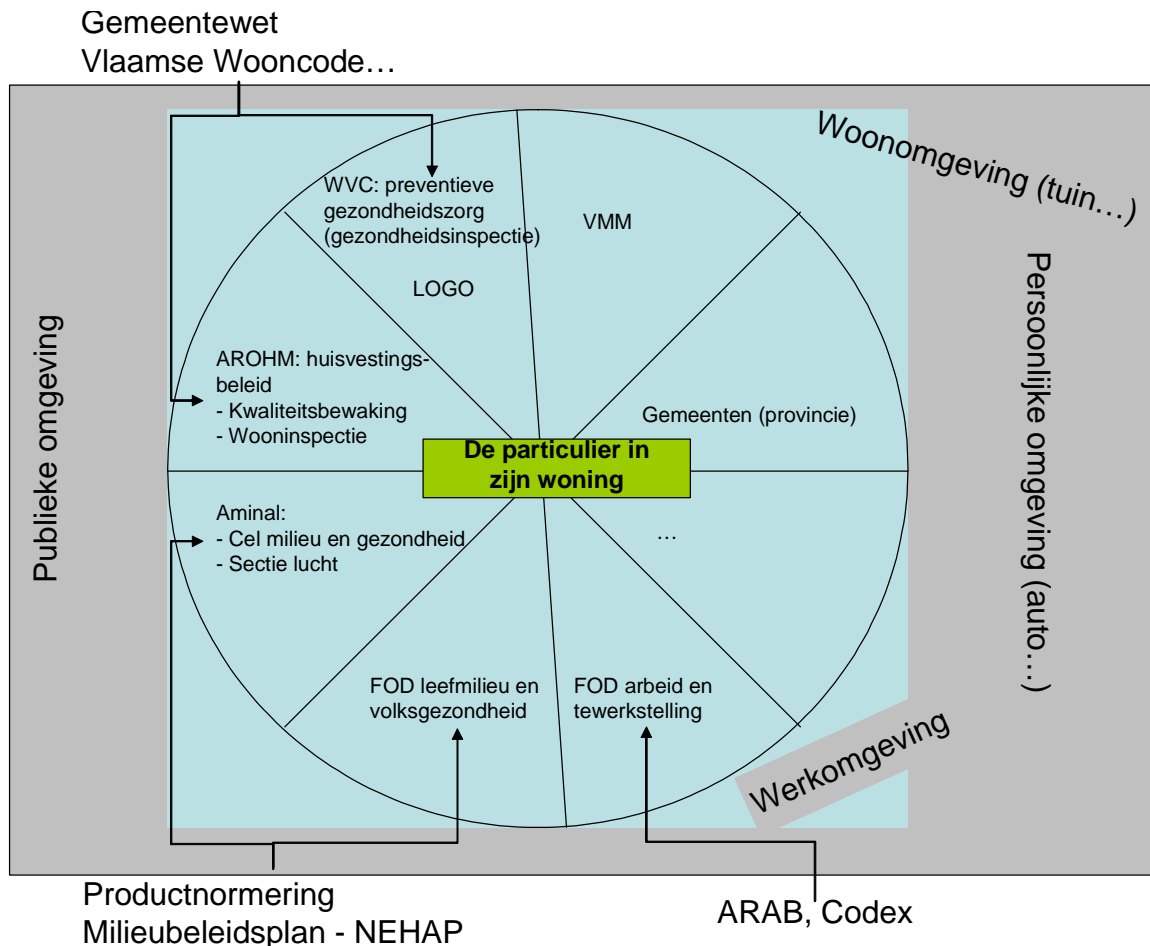 Gemeentewet
Vlaamse Wooncode…
Woonomgeving (tuin…)
WVC: preventieve
gezondheidszorg
(gezondheidsinspectie)
VMM
LOGO
Persoonlijke omgeving (auto…)
Publieke omgeving
AROHM: huisvestings-
beleid
- Kwaliteitsbewaking
- Wooninspectie
Gemeenten (provincie)
De particulier in
zijn woning
Aminal:
- Cel milieu en gezondheid
- Sectie lucht
…
FOD leefmilieu en
volksgezondheid
FOD arbeid en
tewerkstelling
Werkomgeving
Productnormering
Milieubeleidsplan - NEHAP
ARAB, Codex